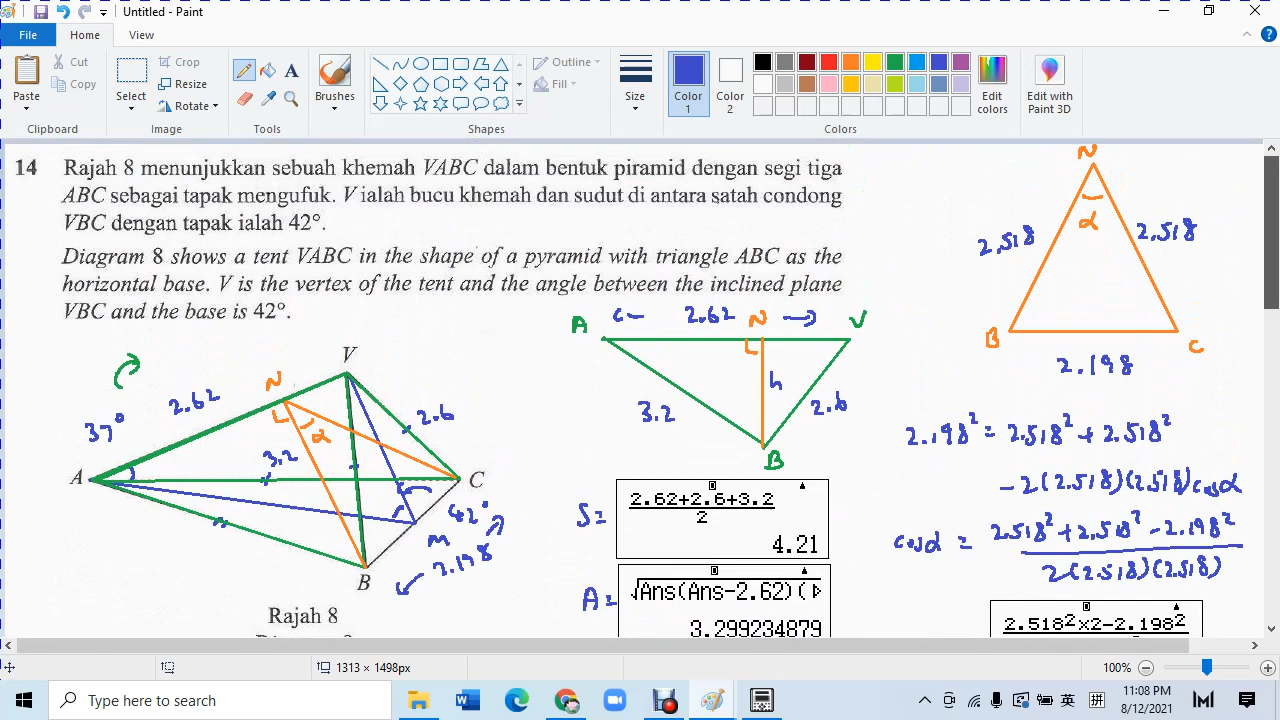 Untitled - Paint
File
Home
View
Paste
Cut
Copy
Clipboard
Select
Crop
Resize
Rotate
Image
Tools
Brushes
Shapes
Outline
Fill
Size
Color 1
Color 2
Colors
Edit colors
Edit with Paint 3D
14 Rajah 8 menunjukkan sebuah khemah VABC dalam bentuk piramid dengan segi tiga
ABC sebagai tapak mengufuk. V ialah bucu khemah dan sudut di antara satah condong
VBC dengan tapak ialah 42°.
Diagram 8 shows a tent VABC in the shape of a pyramid with triangle ABC as the
horizontal base. V is the vertex of the tent and the angle between the inclined plane
VBC and the base is 42°.
V
N
2.62
37°
2.6
α
3.2
A
C
42°
M
2.198
B
Rajah 8
A
2.62
N
V
h
3.2
2.6
B
S=
2.62+2.6+3.2
2
4.21
A=
√Ans(Ans-2.62)(
3.299234879
N
α
2.518
2.518
B
C
2.198
2.198² = 2.518² + 2.518²
- 2(2.518)(2.518)cosα
cosα = 2.518² + 2.518² - 2.198²
2(2.518)(2.518)
2.518²×2-2.198²
1313 × 1498px
100%
Type here to search
英
拼
11:08 PM
8/12/2021